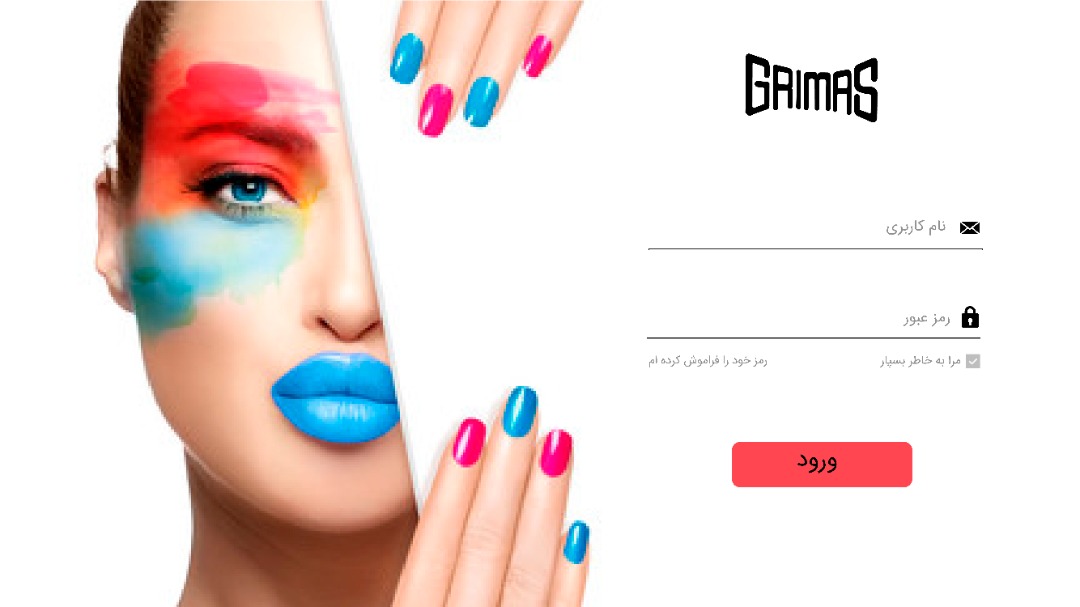 GRIMAS
نام کاربری
رمز عبور
مرا به خاطر بسپار
رمز خود را فراموش کرده ام
ورود